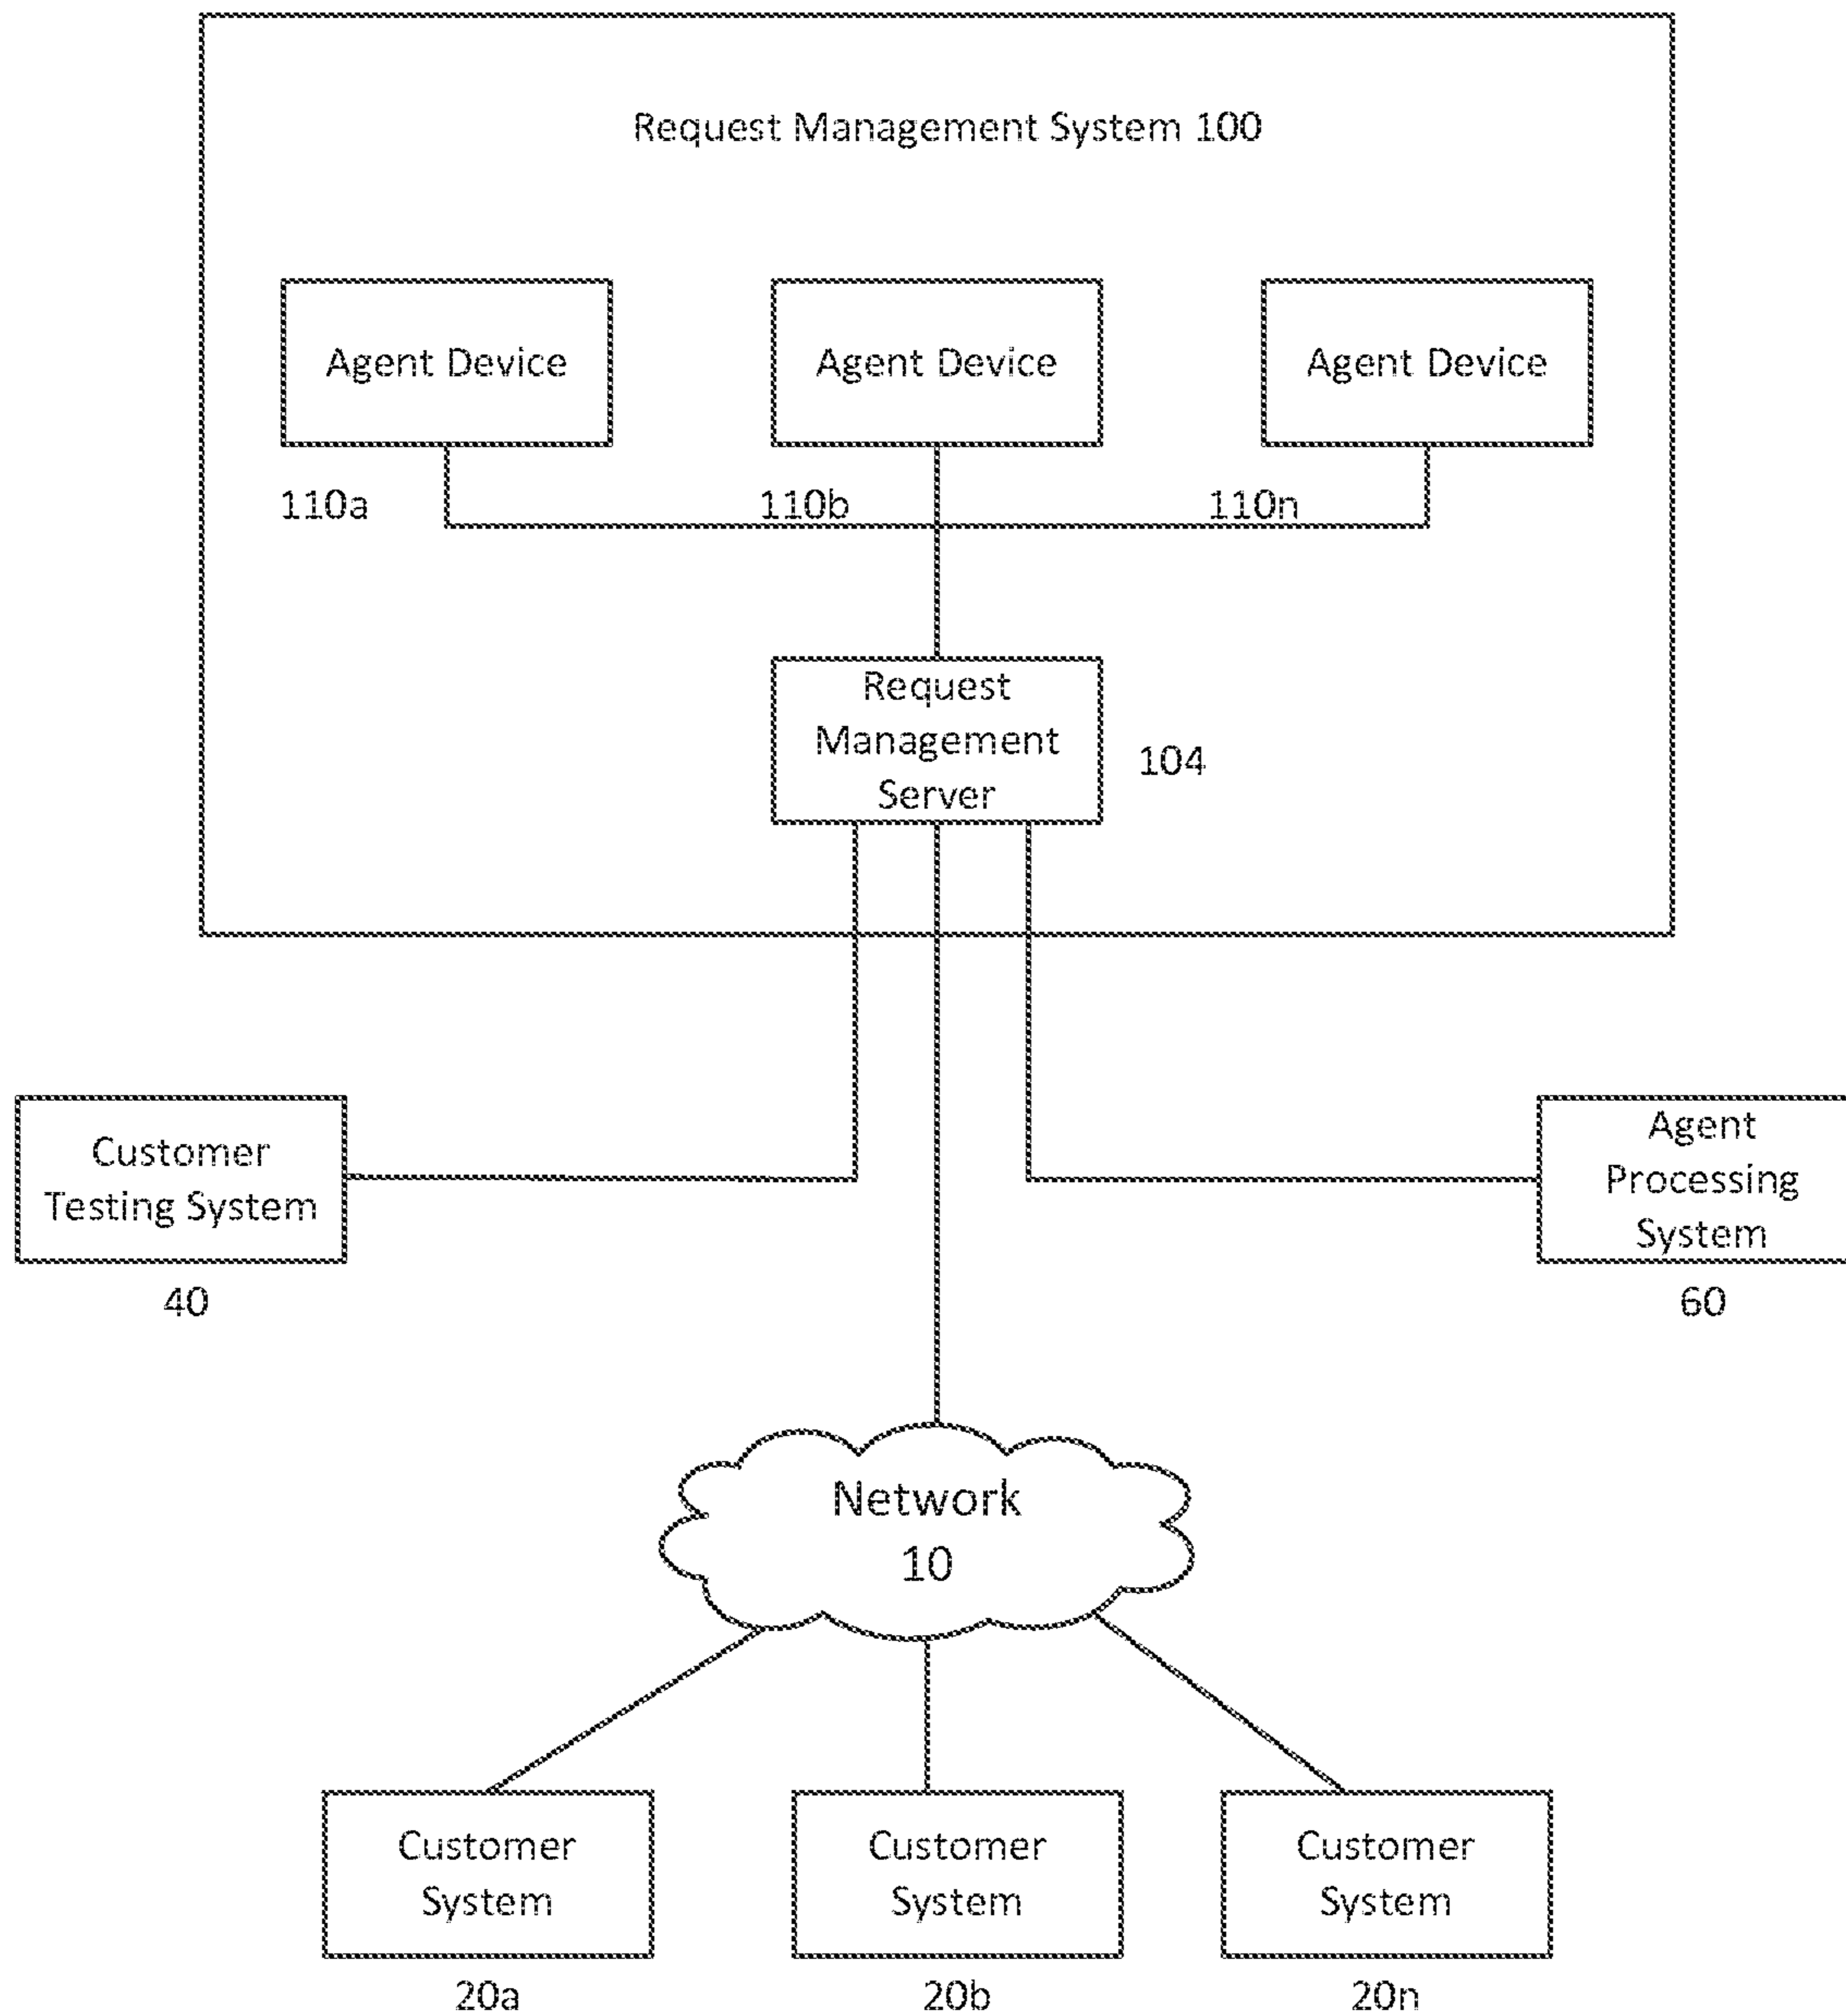 Request Management System 100
Agent Device
Agent Device
Agent Device
110a
110b
110n
Request
Management
Server
104
Customer
Testing System
40
Agent
Processing
System
60
Network
10
Customer
System
20a
Customer
System
20b
Customer
System
20n